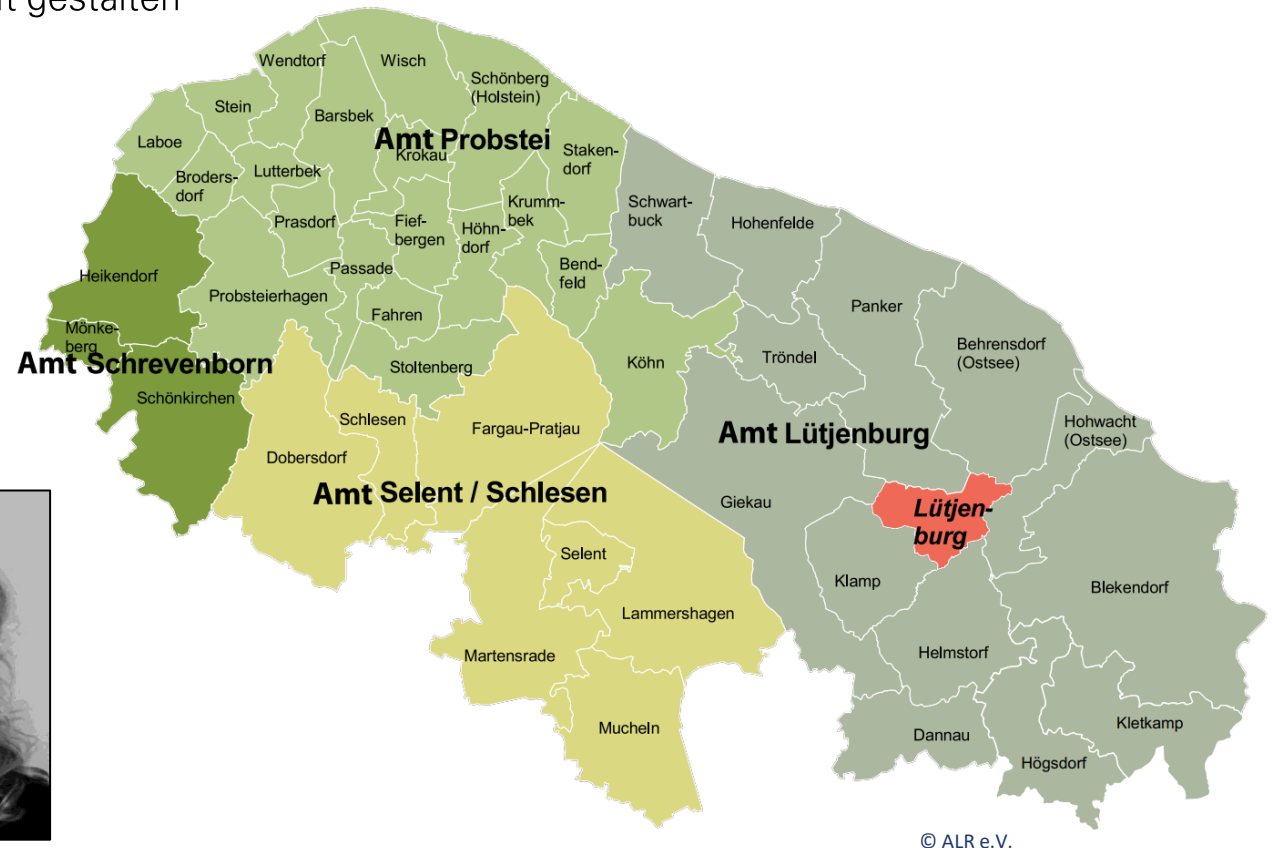 gestalten
Wendtorf
Wisch
Schönberg
(Holstein)
Stein
Barsbek
Laboe
Amt Probstei
Krokau
Staken-
dorf
Broders-
dorf
Lutterbek
Krumm-
bek
Schwart-
buck
Hohenfelde
Prasdorf
Fief-
bergen
Höhn-
dorf
Passade
Bend-
feld
Heikendorf
Probsteierhagen
Fahren
Panker
Mönke-
berg
Amt Schrevenborn
Stoltenberg
Köhn
Tröndel
Behrensdorf
(Ostsee)
Schönkirchen
Schlesen
Fargau-Pratjau
Amt Lütjenburg
Hohwacht
(Ostsee)
Dobersdorf
Amt Selent / Schlesen
Giekau
Lütjen-
burg
Selent
Klamp
Blekendorf
Lammershagen
Martensrade
Helmstorf
Mucheln
Dannau
Kletkamp
Högsdorf
© ALR e.V.